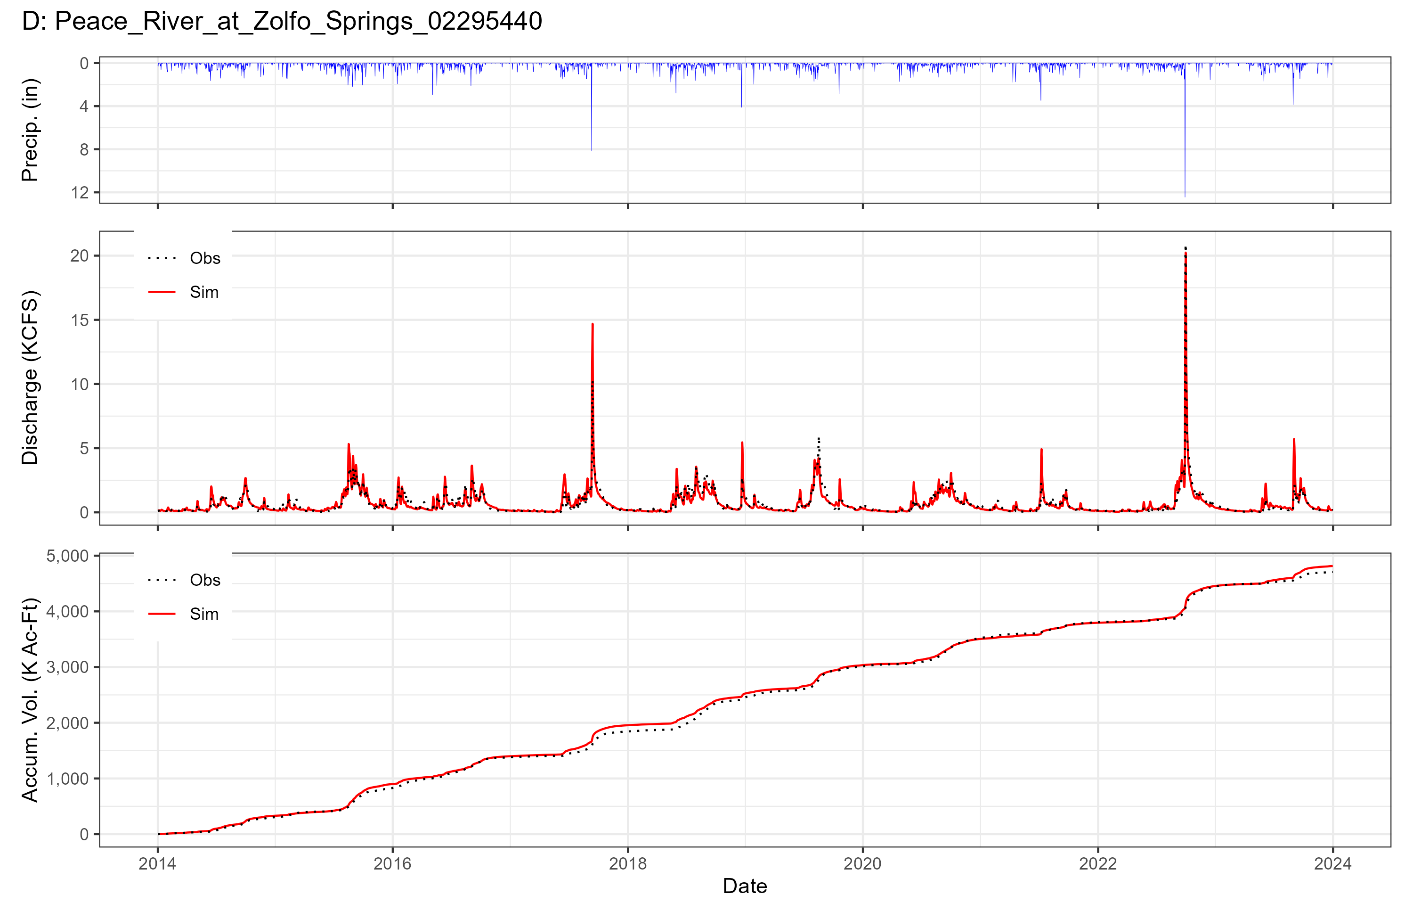 D: Peace_River_at_Zolfo_Springs_02295440
Precip. (in)
0
4
8
12
Discharge (KCFS)
20
15
10
5
0
Obs
Sim
Accum. Vol. (K Ac-Ft)
5,000
4,000
3,000
2,000
1,000
0
Obs
Sim
2014 2016 2018 2020 2022 2024
Date